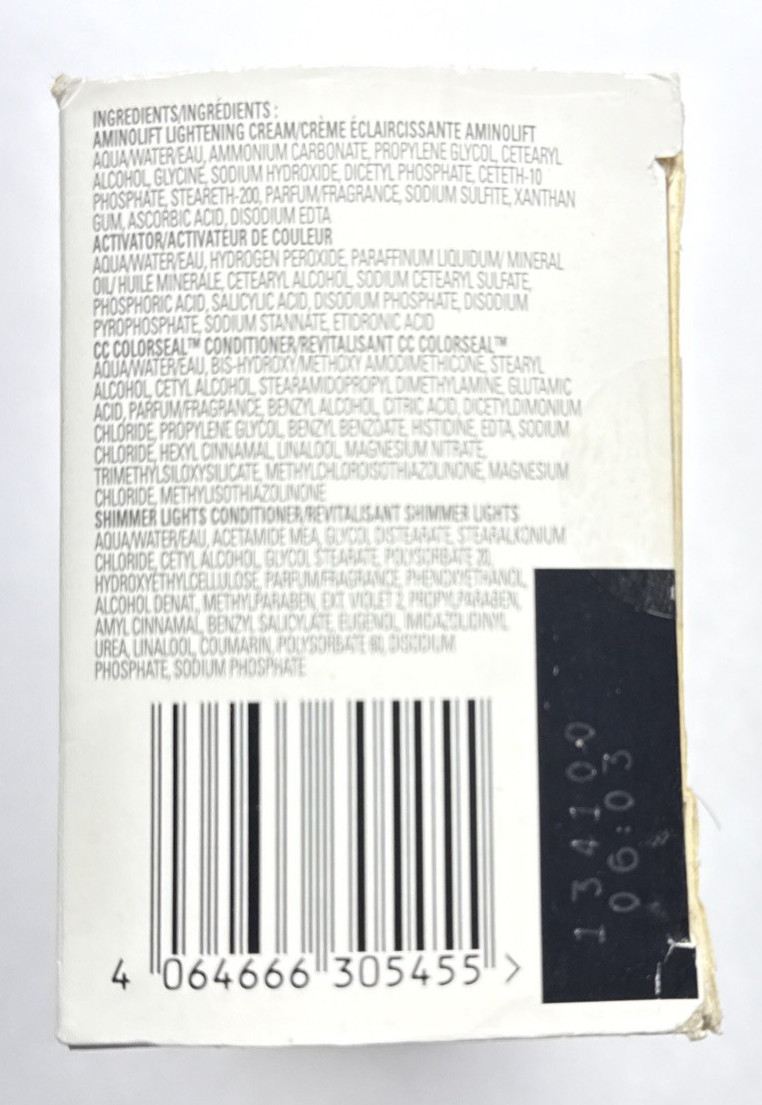 INGREDIENTS/INGRÉDIENTS :
AMINOLIFT LIGHTENING CREAM/CRÈME ÉCLAIRCISSANTE AMINOLIFT
AQUA/WATER/EAU, AMMONIUM CARBONATE, PROPYLENE GLYCOL, CETEARYL
ALCOHOL, GLYCINE, SODIUM HYDROXIDE, DICETYL PHOSPHATE, CETETH-10
PHOSPHATE, STEARETH-200, PARFUM/FRAGRANCE, SODIUM SULFITE, XANTHAN
GUM, ASCORBIC ACID, DISODIUM EDTA
ACTIVATOR/ACTIVATEUR DE COULEUR
AQUA/WATER/EAU, HYDROGEN PEROXIDE, PARAFFINUM LIQUIDUM/ MINERAL
OIL/ HUILE MINERALE, CETEARYL ALCOHOL, SODIUM CETEARYL SULFATE,
PHOSPHORIC ACID, SALICYLIC ACID, DISODIUM PHOSPHATE, DISODIUM
PYROPHOSPHATE, SODIUM STANNATE, ETIDRONIC ACID
CC COLORSEAL™ CONDITIONER/REVITALISANT CC COLORSEAL™
AQUA/WATER/EAU, BIS-HYDROXY/METHOXY AMODIMETHICONE, STEARYL
ALCOHOL, CETYL ALCOHOL, STEARAMIDOPROPYL DIMETHYLAMINE, GLUTAMIC
ACID, PARFUM/FRAGRANCE, BENZYL ALCOHOL, CITRIC ACID, DICETYLDIMONIUM
CHLORIDE, PROPYLENE GLYCOL, BENZYL BENZOATE, HISTIDINE, EDTA, SODIUM
CHLORIDE, HEXYL CINNAMAL, LINALOOL, MAGNESIUM NITRATE,
TRIMETHYLSILOXYSILICATE, METHYLCHLOROISOTHIAZOLINONE, MAGNESIUM
CHLORIDE, METHYLISOTHIAZOLINONE
SHIMMER LIGHTS CONDITIONER/REVITALISANT SHIMMER LIGHTS
AQUA/WATER/EAU, ACETAMIDE MEA, GLYCOL DISTEARATE, STEARALKONIUM
CHLORIDE, CETYL ALCOHOL, GLYCOL STEARATE, POLYSORBATE 20,
HYDROXYETHYLCELLULOSE, PARFUM/FRAGRANCE, PHENOXYETHANOL,
ALCOHOL DENAT., METHYLPARABEN, EXT. VIOLET 2, PROPYLPARABEN,
AMYL CINNAMAL, BENZYL SALICYLATE, EUGENOL, IMIDAZOLIDINYL
UREA, LINALOOL, COUMARIN, POLYSORBATE 60, DISODIUM
PHOSPHATE, SODIUM PHOSPHATE
4 064666 305455 >
134100
06:03